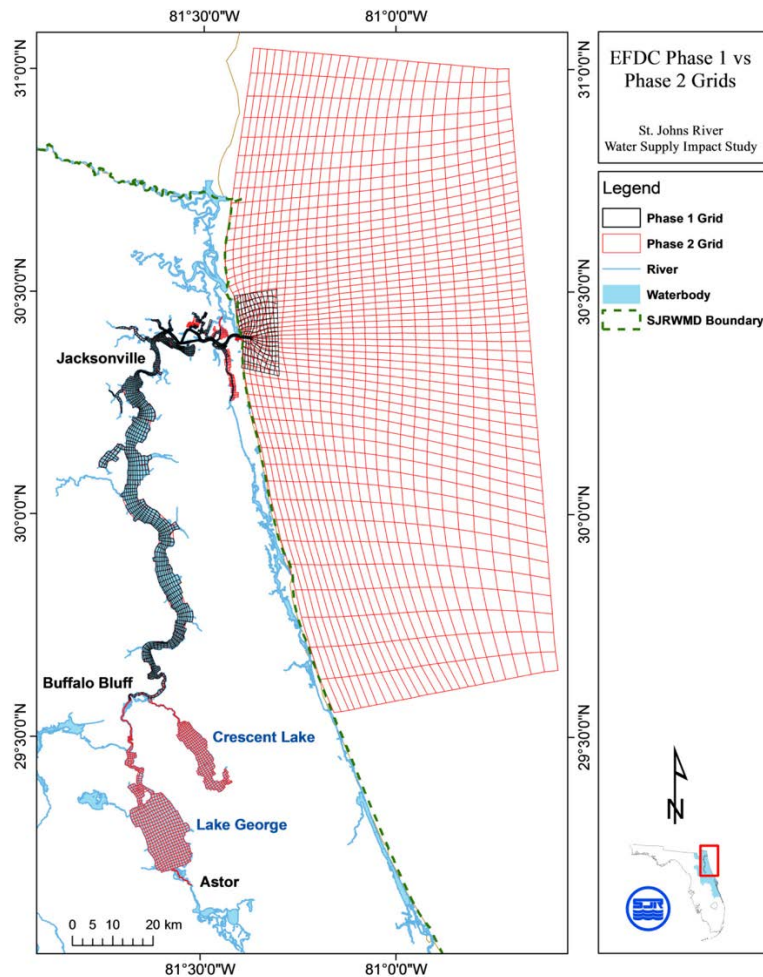 81°30'0"W
81°0'0"W
31°0'0"N
31°0'0"N
30°30'0"N
30°30'0"N
30°0'0"N
30°0'0"N
29°30'0"N
29°30'0"N
Jacksonville
Buffalo Bluff
Crescent Lake
Lake George
Astor
0 5 10 20 km
81°30'0"W
81°0'0"W
EFDC Phase 1 vs
Phase 2 Grids
St. Johns River
Water Supply Impact Study
Legend
Phase 1 Grid
Phase 2 Grid
River
Waterbody
SJRWMD Boundary
N
SJR